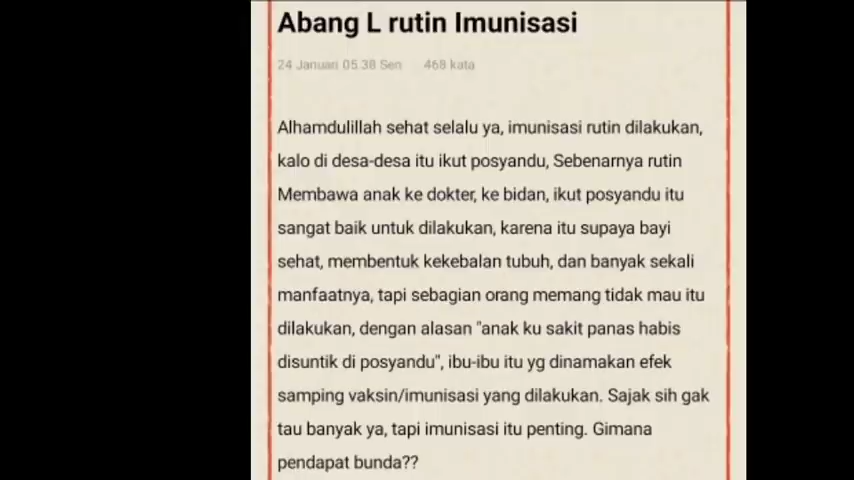 Abang L rutin Imunisasi
24 Januari 05.38 Sen 468 kata
Alhamdulillah sehat selalu ya, imunisasi rutin dilakukan,
kalo di desa-desa itu ikut posyandu, Sebenarnya rutin
Membawa anak ke dokter, ke bidan, ikut posyandu itu
sangat baik untuk dilakukan, karena itu supaya bayi
sehat, membentuk kekebalan tubuh, dan banyak sekali
manfaatnya, tapi sebagian orang memang tidak mau itu
dilakukan, dengan alasan "anak ku sakit panas habis
disuntik di posyandu", ibu-ibu itu yg dinamakan efek
samping vaksin/imunisasi yang dilakukan. Sajak sih gak
tau banyak ya, tapi imunisasi itu penting. Gimana
pendapat bunda??